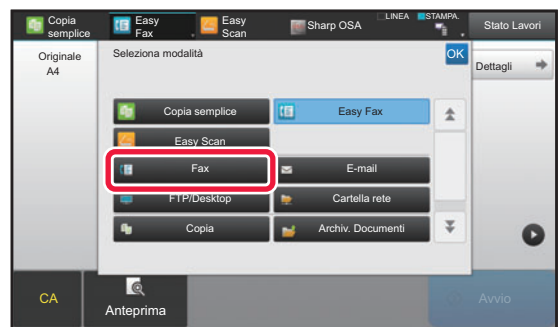 Copia semplice
Easy Fax
Easy Scan
Sharp OSA
LINEA
STAMPA.
Stato Lavori
Originale
A4
Seleziona modalità
OK
Dettagli
Copia semplice
Easy Fax
Easy Scan
Fax
E-mail
FTP/Desktop
Cartella rete
Copia
Archiv. Documenti
CA
Anteprima
Avvio